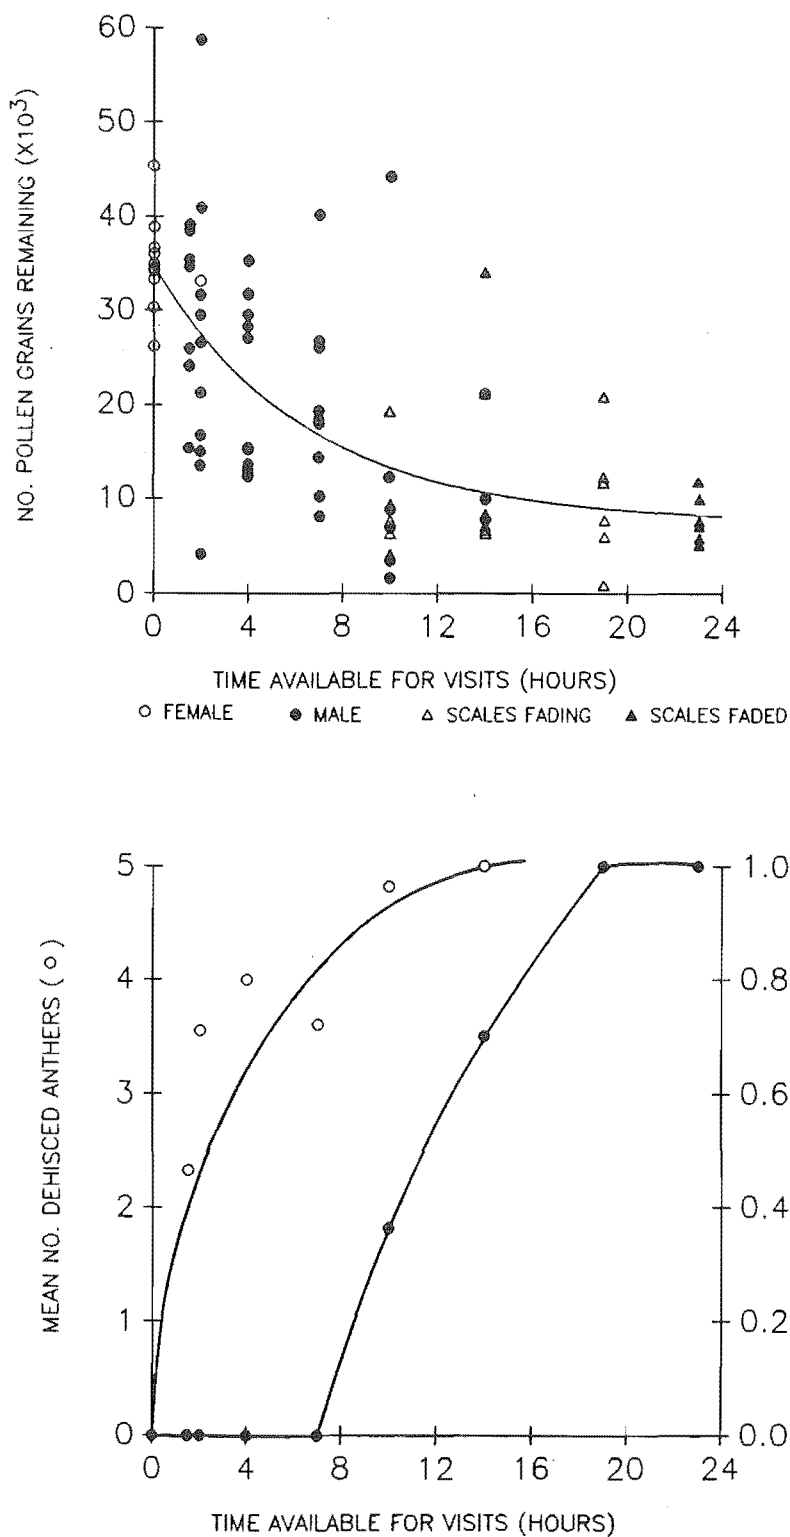 60
50
40
30
20
10
0
NO. POLLEN GRAINS REMAINING (X10³)
0 4 8 12 16 20 24
TIME AVAILABLE FOR VISITS (HOURS)
○ FEMALE ● MALE △ SCALES FADING ▲ SCALES FADED
5
4
3
2
1
0
MEAN NO. DEHISCED ANTHERS (○)
1.0
0.8
0.6
0.4
0.2
0.0
0 4 8 12 16 20 24
TIME AVAILABLE FOR VISITS (HOURS)